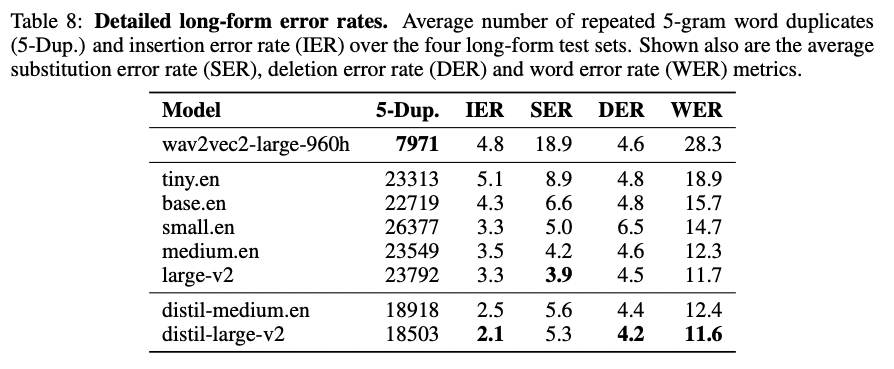 Table 8: Detailed long-form error rates. Average number of repeated 5-gram word duplicates
(5-Dup.) and insertion error rate (IER) over the four long-form test sets. Shown also are the average
substitution error rate (SER), deletion error rate (DER) and word error rate (WER) metrics.
Model 5-Dup. IER SER DER WER
wav2vec2-large-960h 7971 4.8 18.9 4.6 28.3
tiny.en 23313 5.1 8.9 4.8 18.9
base.en 22719 4.3 6.6 4.8 15.7
small.en 26377 3.3 5.0 6.5 14.7
medium.en 23549 3.5 4.2 4.6 12.3
large-v2 23792 3.3 3.9 4.5 11.7
distil-medium.en 18918 2.5 5.6 4.4 12.4
distil-large-v2 18503 2.1 5.3 4.2 11.6